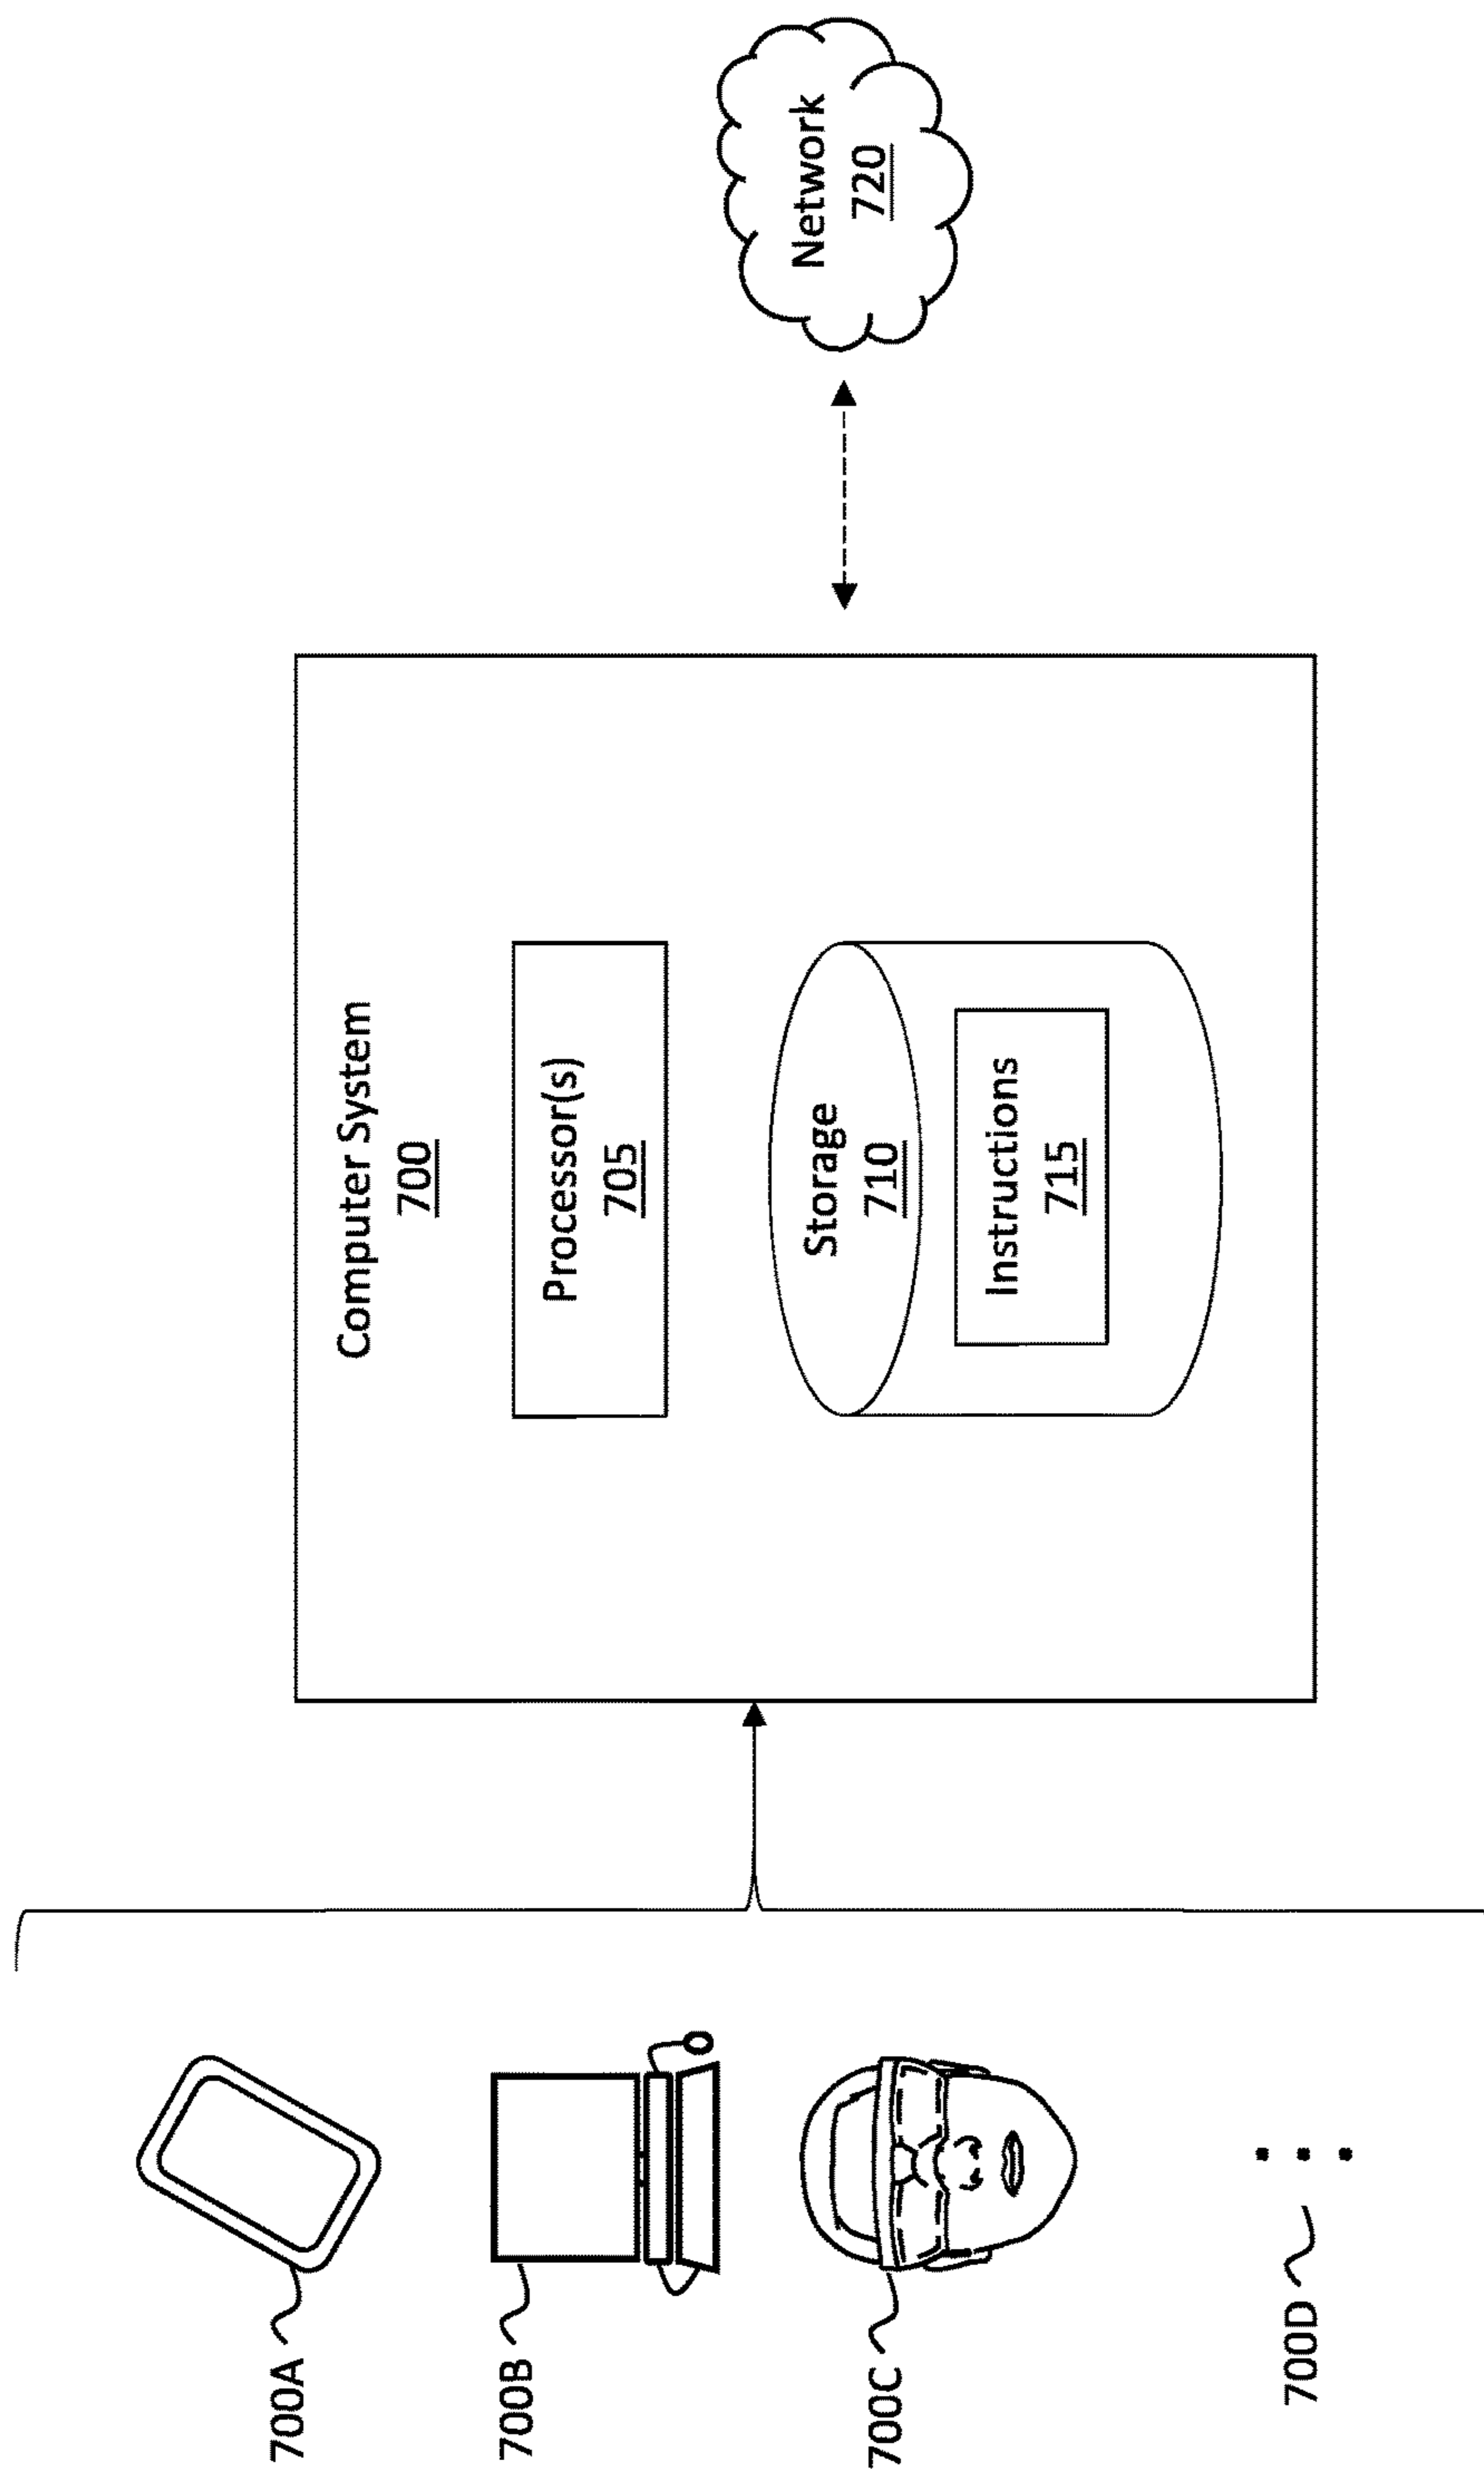 700A
700B
700C
700D
Computer System
700
Processor(s)
705
Storage
710
Instructions
715
Network
720